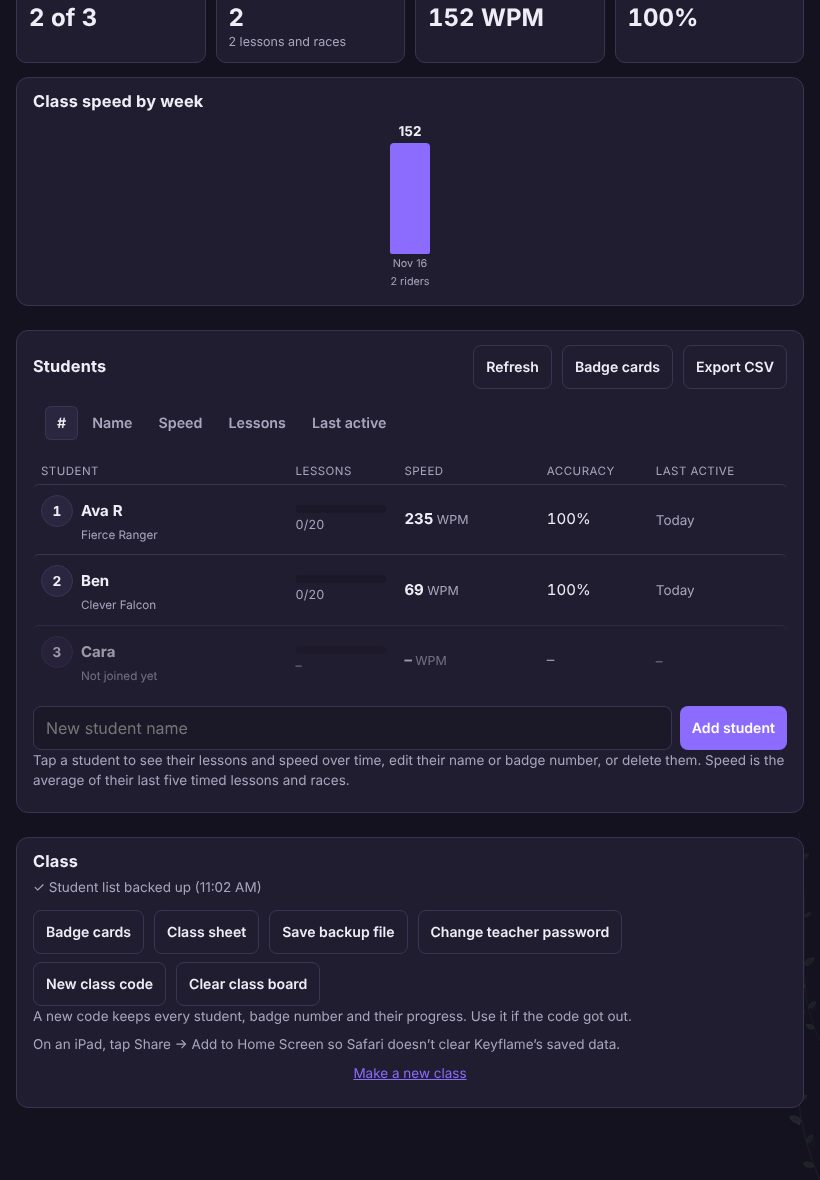 2 of 3
2
2 lessons and races
152 WPM
100%
Class speed by week
152
Nov 16
2 riders
Students
Refresh
Badge cards
Export CSV
# Name Speed Lessons Last active
STUDENT LESSONS SPEED ACCURACY LAST ACTIVE
1 Ava R
Fierce Ranger
0/20
235 WPM
100%
Today
2 Ben
Clever Falcon
0/20
69 WPM
100%
Today
3 Cara
Not joined yet
–
– WPM
–
–
New student name
Add student
Tap a student to see their lessons and speed over time, edit their name or badge number, or delete them. Speed is the
average of their last five timed lessons and races.
Class
✓ Student list backed up (11:02 AM)
Badge cards
Class sheet
Save backup file
Change teacher password
New class code
Clear class board
A new code keeps every student, badge number and their progress. Use it if the code got out.
On an iPad, tap Share → Add to Home Screen so Safari doesn’t clear Keyflame’s saved data.
Make a new class